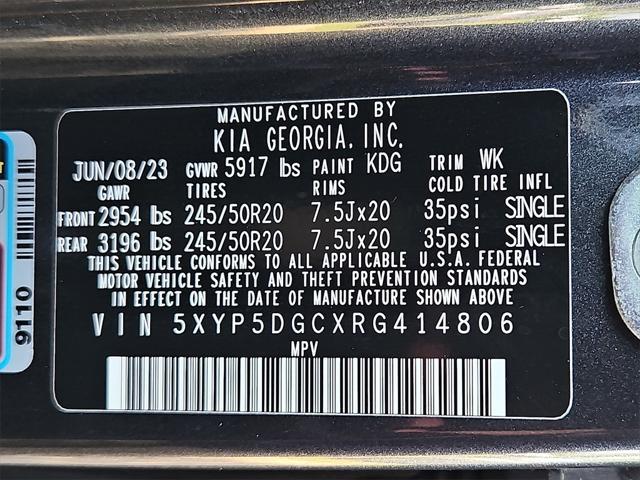 MANUFACTURED BY
KIA GEORGIA, INC.
JUN/08/23 GVWR 5917 lbs PAINT KDG TRIM WK
GAWR TIRES RIMS COLD TIRE INFL
FRONT 2954 lbs 245/50R20 7.5Jx20 35psi SINGLE
REAR 3196 lbs 245/50R20 7.5Jx20 35psi SINGLE
THIS VEHICLE CONFORMS TO ALL APPLICABLE U.S.A. FEDERAL
MOTOR VEHICLE SAFETY AND THEFT PREVENTION STANDARDS
IN EFFECT ON THE DATE OF MANUFACTURE SHOWN ABOVE
VIN 5XYP5DGCXRG414806
MPV
9110